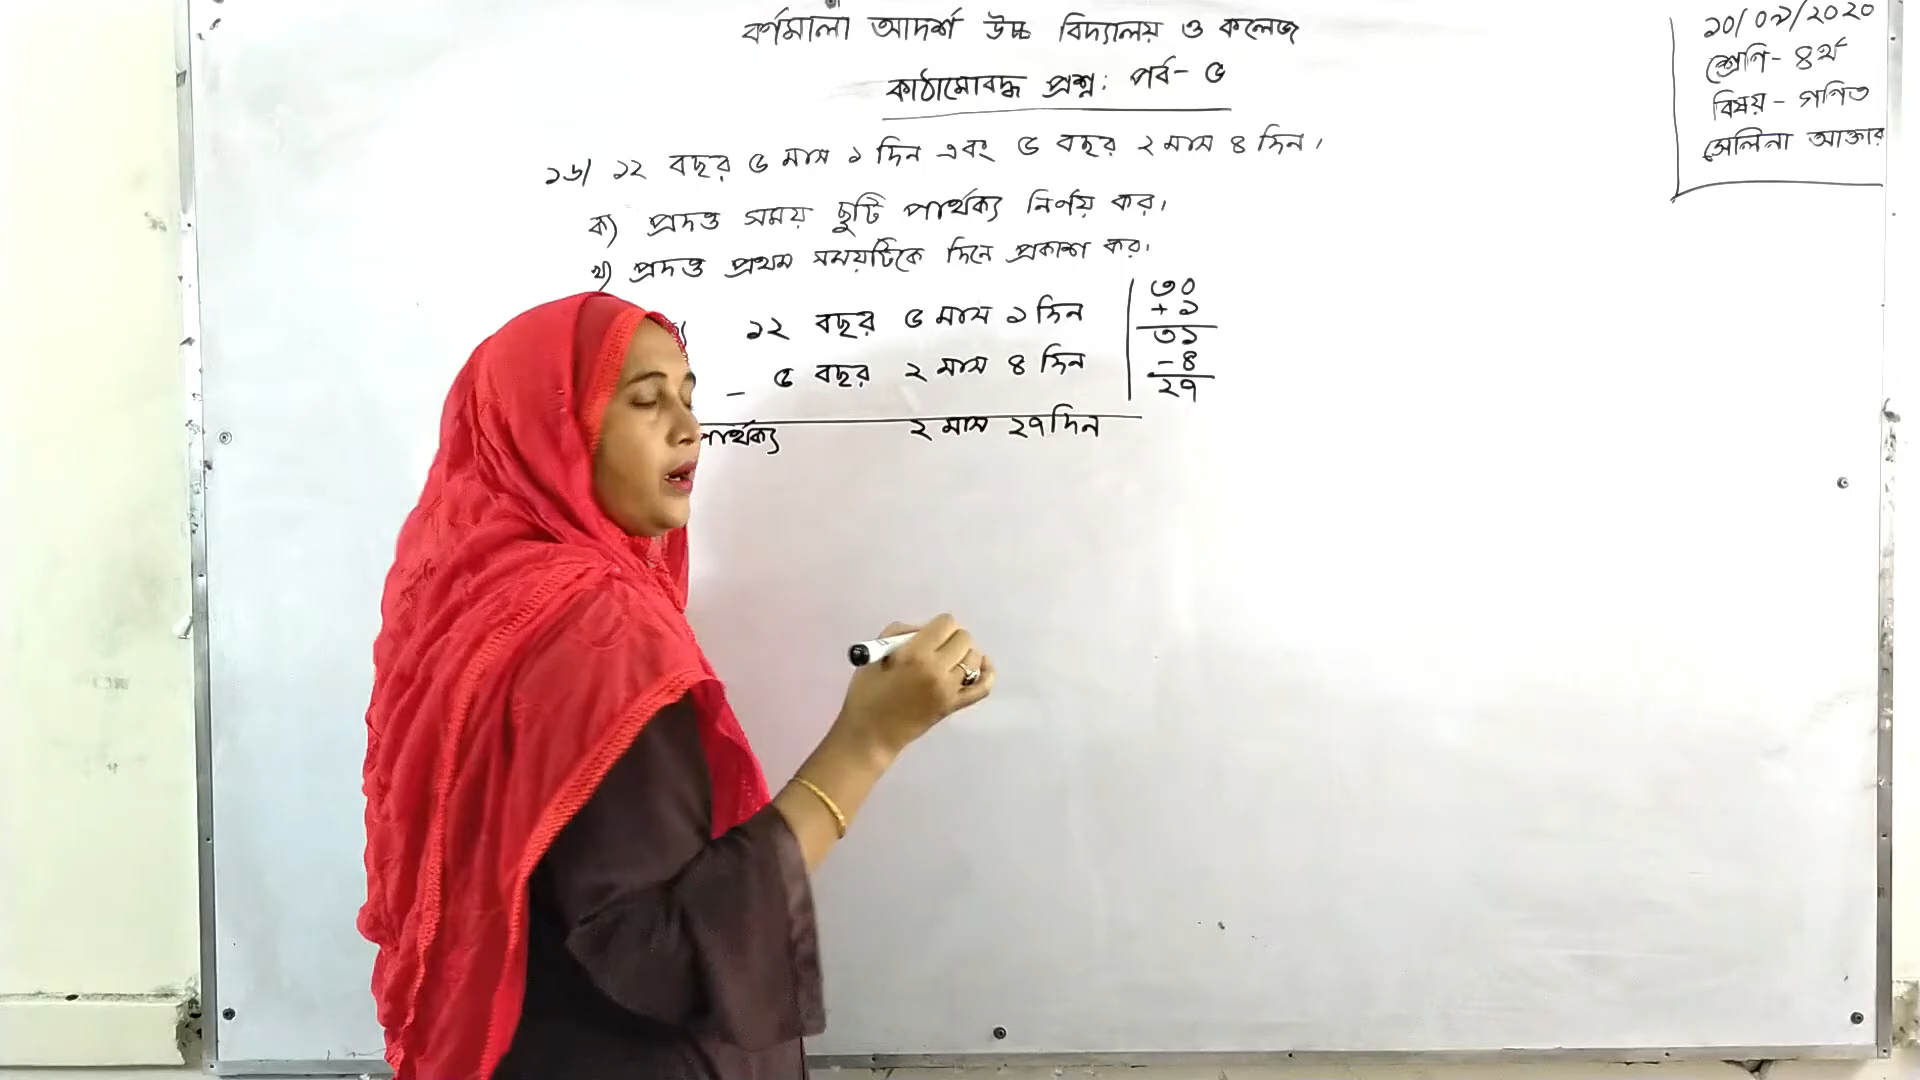 বর্ণমালা আদর্শ উচ্চ বিদ্যালয় ও কলেজ
কাঠামোবদ্ধ প্রশ্ন: পর্ব- ৫
১০/০৭/২০২০
শ্রেণি- ৪র্থ
বিষয়- গণিত
সেলিনা আক্তার
১৬/ ১২ বছর ৫ মাস ১ দিন এবং ৫ বছর ২ মাস ৪ দিন।
ক) প্রদত্ত সময় দুটি পার্থক্য নির্ণয় কর।
খ) প্রদত্ত প্রথম সময়টিকে দিনে প্রকাশ কর।
১২ বছর ৫ মাস ১ দিন
- ৫ বছর ২ মাস ৪ দিন
পার্থক্য ২ মাস ২৭ দিন
৩০
+ ১
৩১
- ৪
২৭